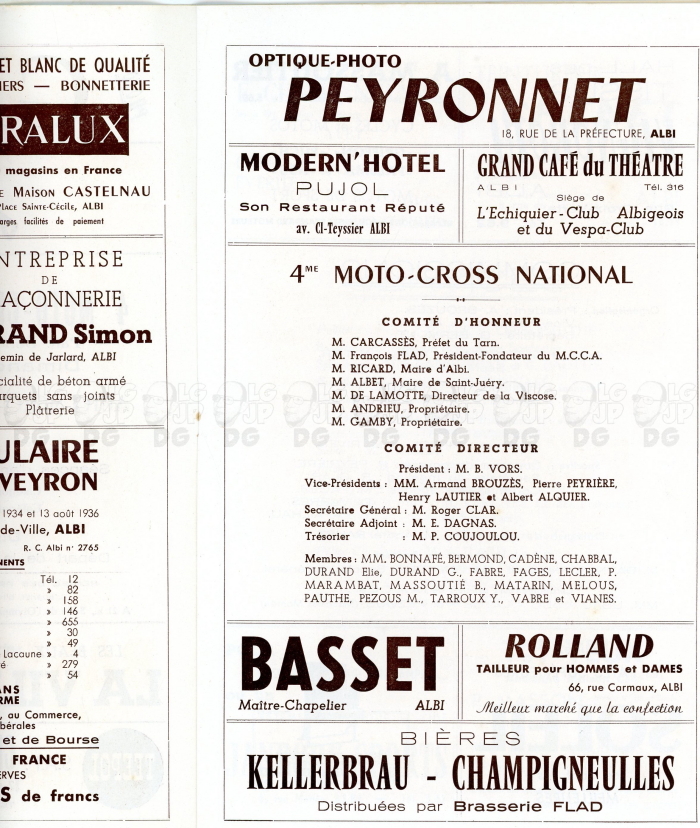 ET BLANC DE QUALITÉ
IERS — BONNETTERIE
RALUX
magasins en France
E MAISON CASTELNAU
PLACE SAINTE-CÉCILE, ALBI
arges facilités de paiement
NTREPRISE
DE
AÇONNERIE
RAND Simon
emin de Jarlard, ALBI
cialité de béton armé
arquets sans joints
Plâtrerie
ULAIRE
VEYRON
1934 et 13 août 1936
de-Ville, ALBI
R. C. Albi n° 2765
NENTS
Tél. 12
» 82
» 158
» 146
» 655
» 30
» 49
Lacaune » 4
é » 279
» 54
ANS
RME
, au Commerce,
bérales
et de Bourse
FRANCE
ERVES
S de francs
OPTIQUE-PHOTO
PEYRONNET
18, RUE DE LA PRÉFECTURE, ALBI
MODERN'HOTEL
PUJOL
Son Restaurant Réputé
av. Cl-Teyssier ALBI
GRAND CAFÉ du THÉATRE
ALBI Tél. 316
Siège de
L'Echiquier-Club Albigeois
et du Vespa-Club
4ME MOTO-CROSS NATIONAL
COMITÉ D'HONNEUR
M. CARCASSÈS, Préfet du Tarn.
M. François FLAD, Président-Fondateur du M.C.C.A.
M. RICARD, Maire d'Albi.
M. ALBET, Maire de Saint-Juéry.
M. DE LAMOTTE, Directeur de la Viscose.
M. ANDRIEU, Propriétaire.
M. GAMBY, Propriétaire.
COMITÉ DIRECTEUR
Président : M. B. VORS.
Vice-Présidents : MM. Armand BROUZÈS, Pierre PEYRIÈRE,
Henry LAUTIER et Albert ALQUIER.
Secrétaire Général : M. Roger CLAR.
Secrétaire Adjoint : M. E. DAGNAS.
Trésorier : M. P. COUJOULOU.
Membres : MM. BONNAFÉ, BERMOND, CADÈNE, CHABBAL,
DURAND Elie, DURAND G., FABRE, FAGES, LECLER, P.
MARAMBAT, MASSOUTIÉ B., MATARIN, MELOUS,
PAUTHE, PEZOUS M., TARROUX Y., VABRE et VIANES.
BASSET
Maître-Chapelier ALBI
ROLLAND
TAILLEUR pour HOMMES et DAMES
66, rue Carmaux, ALBI
Meilleur marché que la confection
BIÈRES
KELLERBRAU - CHAMPIGNEULLES
Distribuées par Brasserie FLAD